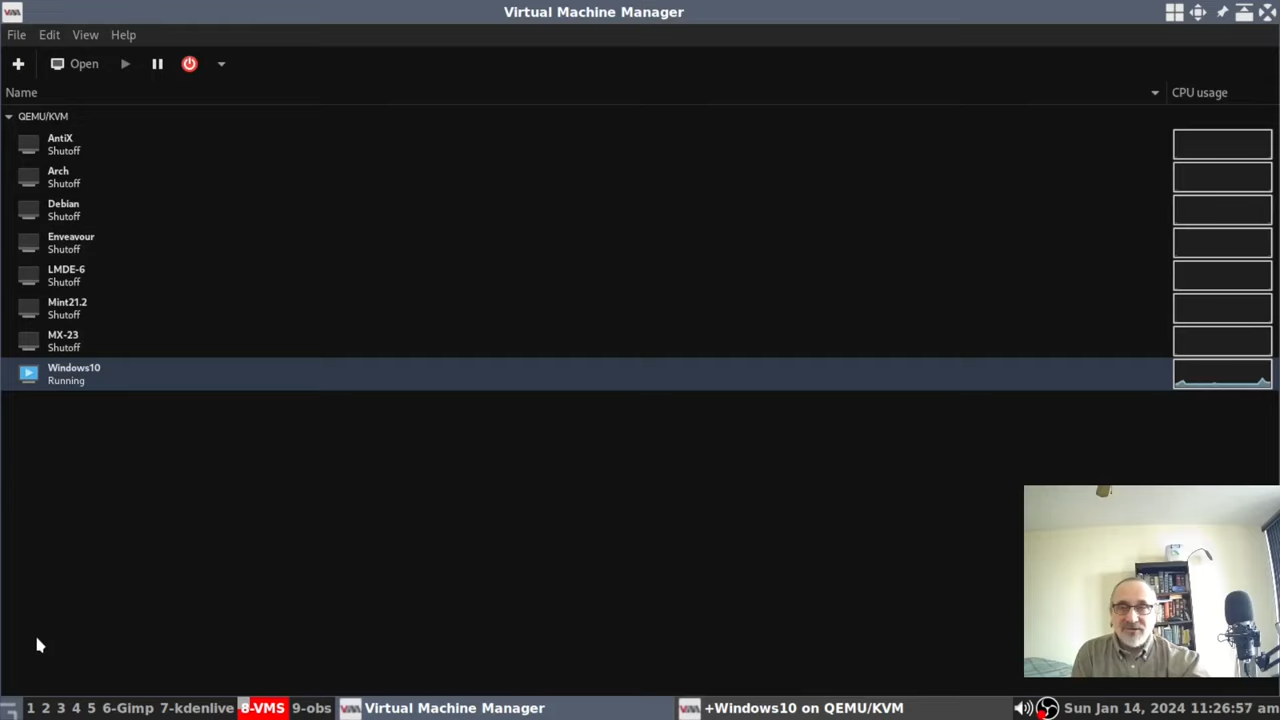 Virtual Machine Manager
File Edit View Help
Open
Name CPU usage
QEMU/KVM
AntiX
Shutoff
Arch
Shutoff
Debian
Shutoff
Enveavour
Shutoff
LMDE-6
Shutoff
Mint21.2
Shutoff
MX-23
Shutoff
Windows10
Running
1 2 3 4 5 6-Gimp 7-kdenlive 8-VMS 9-obs Virtual Machine Manager +Windows10 on QEMU/KVM Sun Jan 14, 2024 11:26:57 am